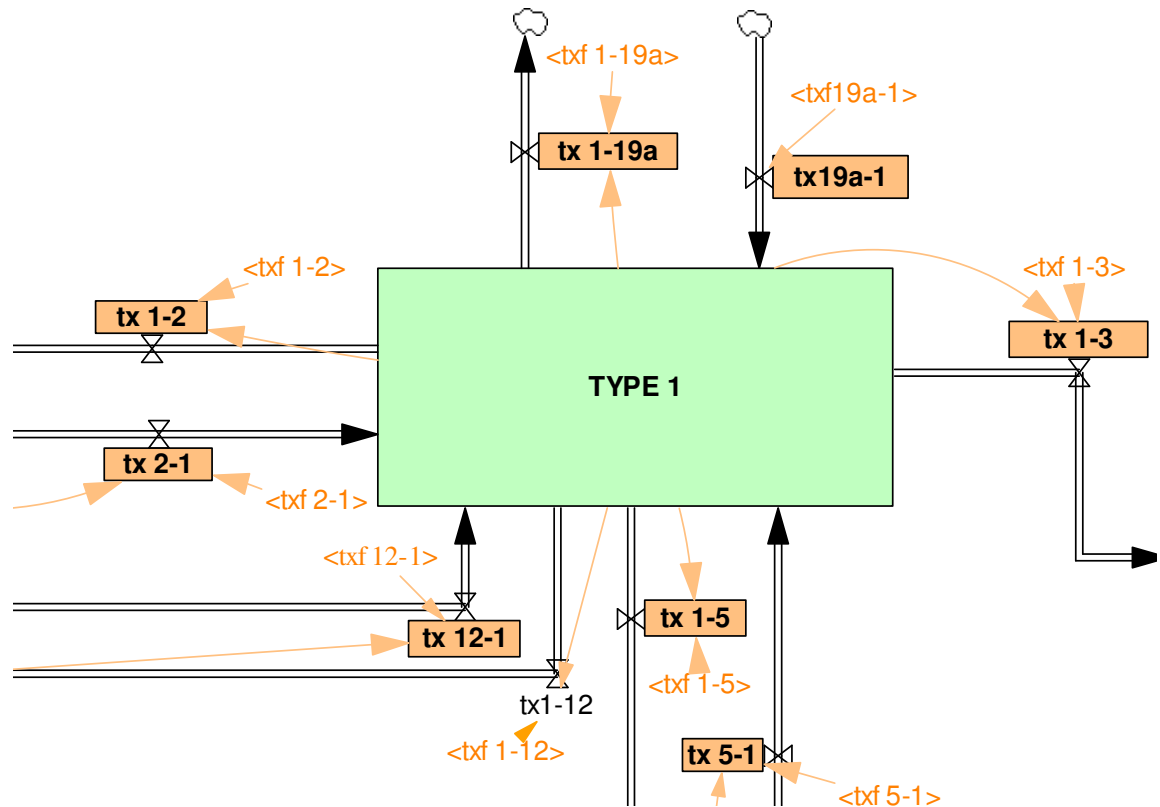 <txf 1-19a>
<txf19a-1>
tx 1-19a
tx19a-1
<txf 1-2>
<txf 1-3>
tx 1-2
tx 1-3
TYPE 1
tx 2-1
<txf 2-1>
<txf 12-1>
tx 1-5
tx 12-1
<txf 1-5>
tx1-12
<txf 1-12>
tx 5-1
<txf 5-1>